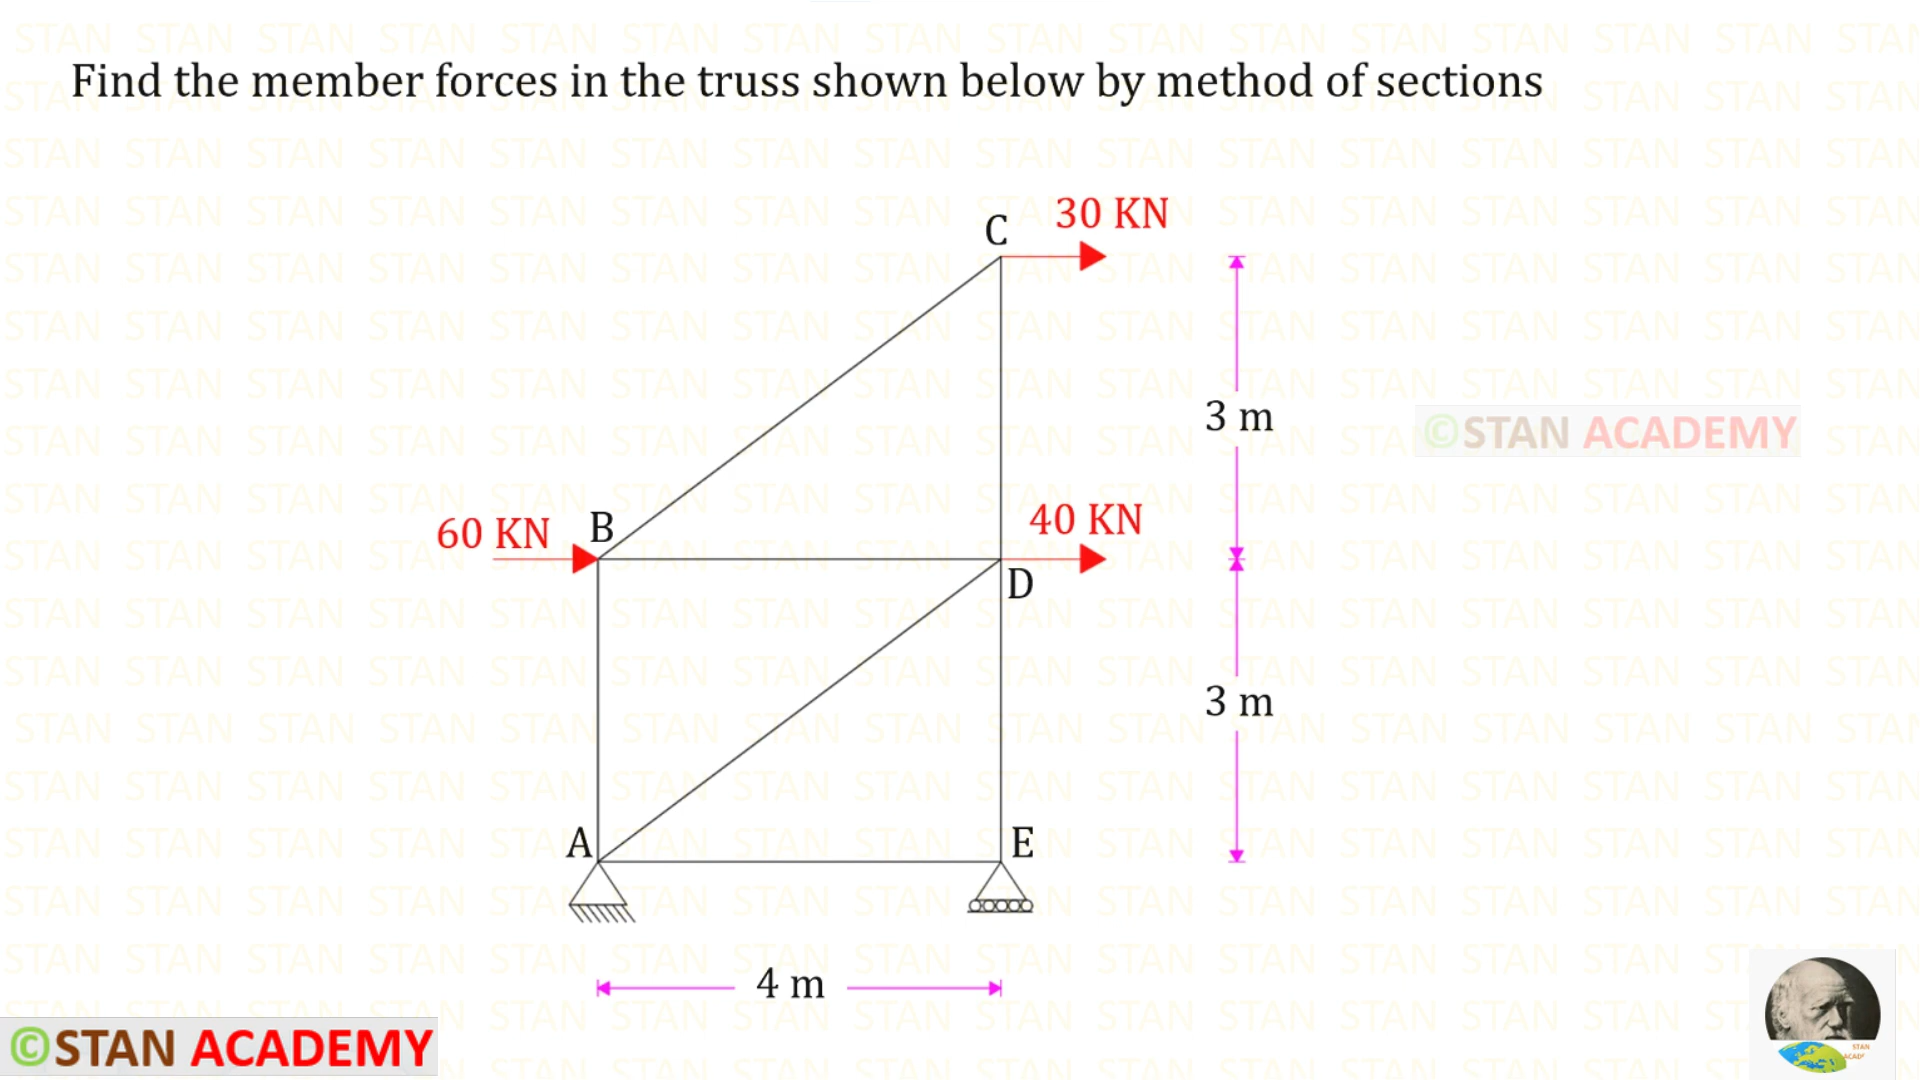 Find the member forces in the truss shown below by method of sections
C
30 KN
3 m
©STAN ACADEMY
60 KN
B
40 KN
D
3 m
A
E
4 m
©STAN ACADEMY
STAN